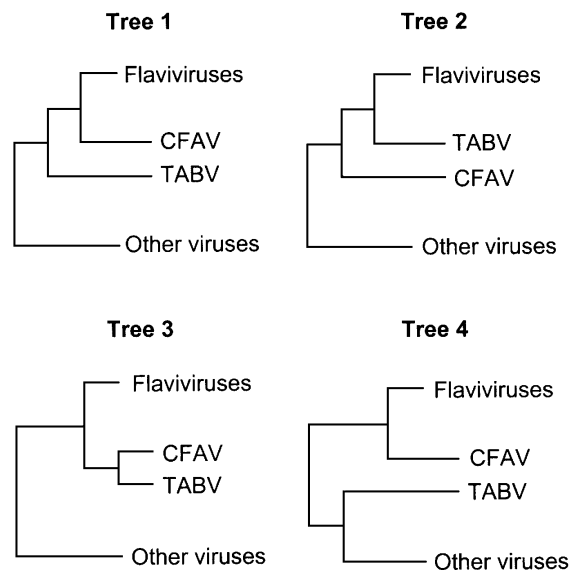 Tree 1
Flaviviruses
CFAV
TABV
Other viruses
Tree 2
Flaviviruses
TABV
CFAV
Other viruses
Tree 3
Flaviviruses
CFAV
TABV
Other viruses
Tree 4
Flaviviruses
CFAV
TABV
Other viruses